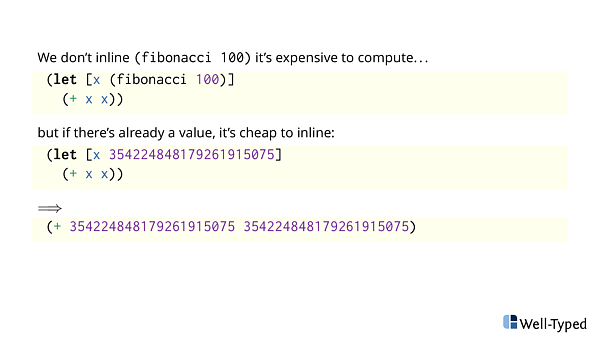 We don't inline (fibonacci 100) it's expensive to compute...
(let [x (fibonacci 100)]
(+ x x))
but if there's already a value, it's cheap to inline:
(let [x 354224848179261915075]
(+ x x))
⟹
(+ 354224848179261915075 354224848179261915075)
Well-Typed